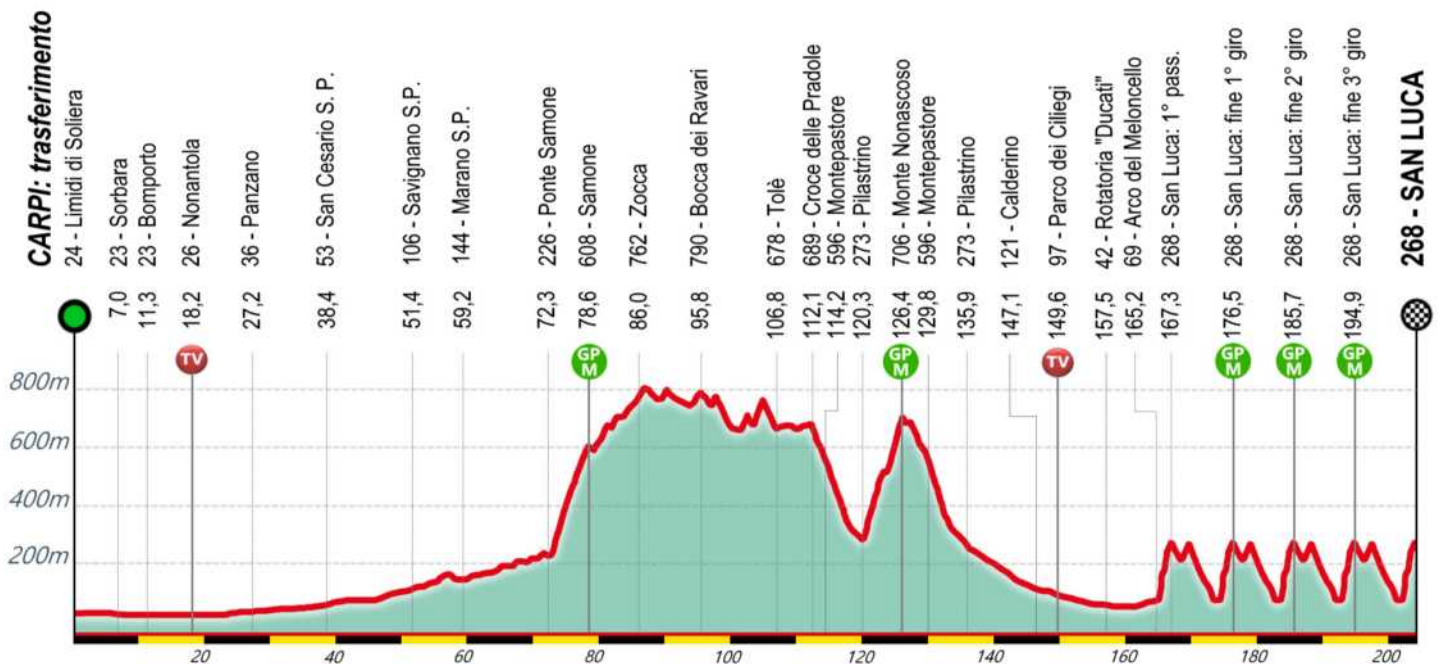 CARPI: trasferimento
24 - Limidi di Soliera
23 - Sorbara
23 - Bomporto
26 - Nonantola
36 - Panzano
53 - San Cesario S. P.
106 - Savignano S.P.
144 - Marano S.P.
226 - Ponte Samone
608 - Samone
762 - Zocca
790 - Bocca dei Ravari
678 - Tolè
689 - Croce delle Pradole
596 - Montepastore
273 - Pilastrino
706 - Monte Nonascoso
596 - Montepastore
273 - Pilastrino
121 - Calderino
97 - Parco dei Ciliegi
42 - Rotatoria "Ducati"
69 - Arco del Meloncello
268 - San Luca: 1° pass.
268 - San Luca: fine 1° giro
268 - San Luca: fine 2° giro
268 - San Luca: fine 3° giro
268 - SAN LUCA
7,0
11,3
18,2
27,2
38,4
51,4
59,2
72,3
78,6
86,0
95,8
106,8
112,1
114,2
120,3
126,4
129,8
135,9
147,1
149,6
157,5
165,2
167,3
176,5
185,7
194,9
TV
GP
M
GP
M
TV
GP
M
GP
M
GP
M
800m
600m
400m
200m
20
40
60
80
100
120
140
160
180
200